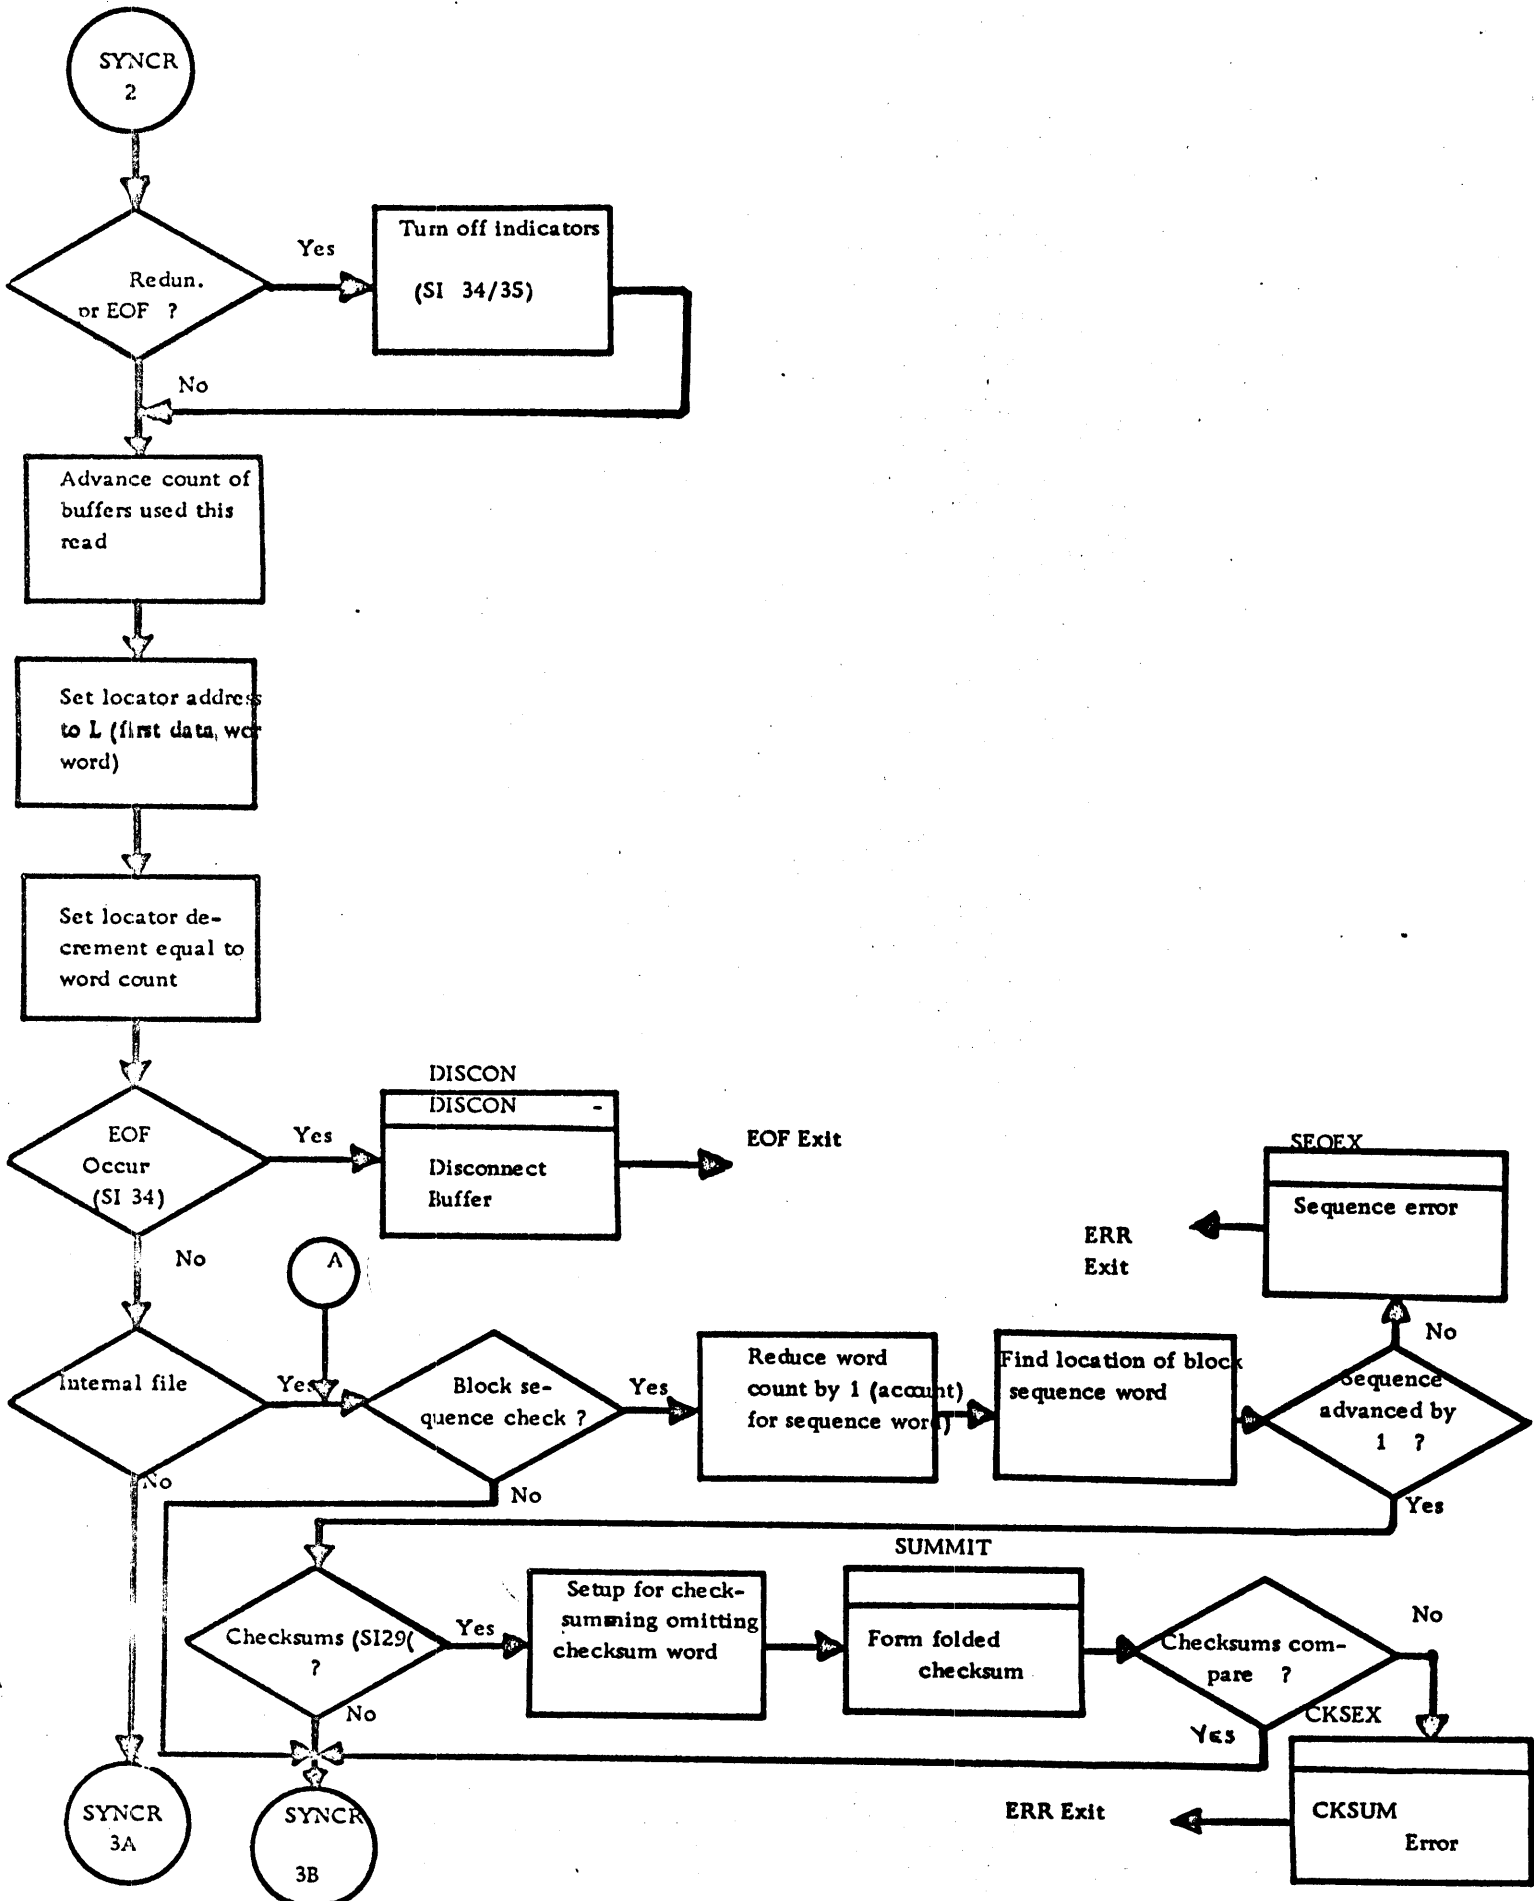 SYNCR
2
Redun.
or EOF ?
Yes
Turn off indicators
(SI 34/35)
No
Advance count of
buffers used this
read
Set locator address
to L (first data, wor
word)
Set locator de-
crement equal to
word count
EOF
Occur
(SI 34)
Yes
DISCON
DISCON -
Disconnect
Buffer
EOF Exit
No
A
SEQEX
Sequence error
ERR
Exit
No
Internal file
Yes
Block se-
quence check ?
Yes
Reduce word
count by 1 (account)
for sequence word)
Find location of block
sequence word
Sequence
advanced by
1 ?
No
No
Yes
SUMMIT
Checksums (SI29(
?
Yes
Setup for check-
summing omitting
checksum word
Form folded
checksum
Checksums com-
pare ?
No
No
YES
CKSEX
SYNCR
3A
SYNCR
3B
ERR Exit
CKSUM
Error